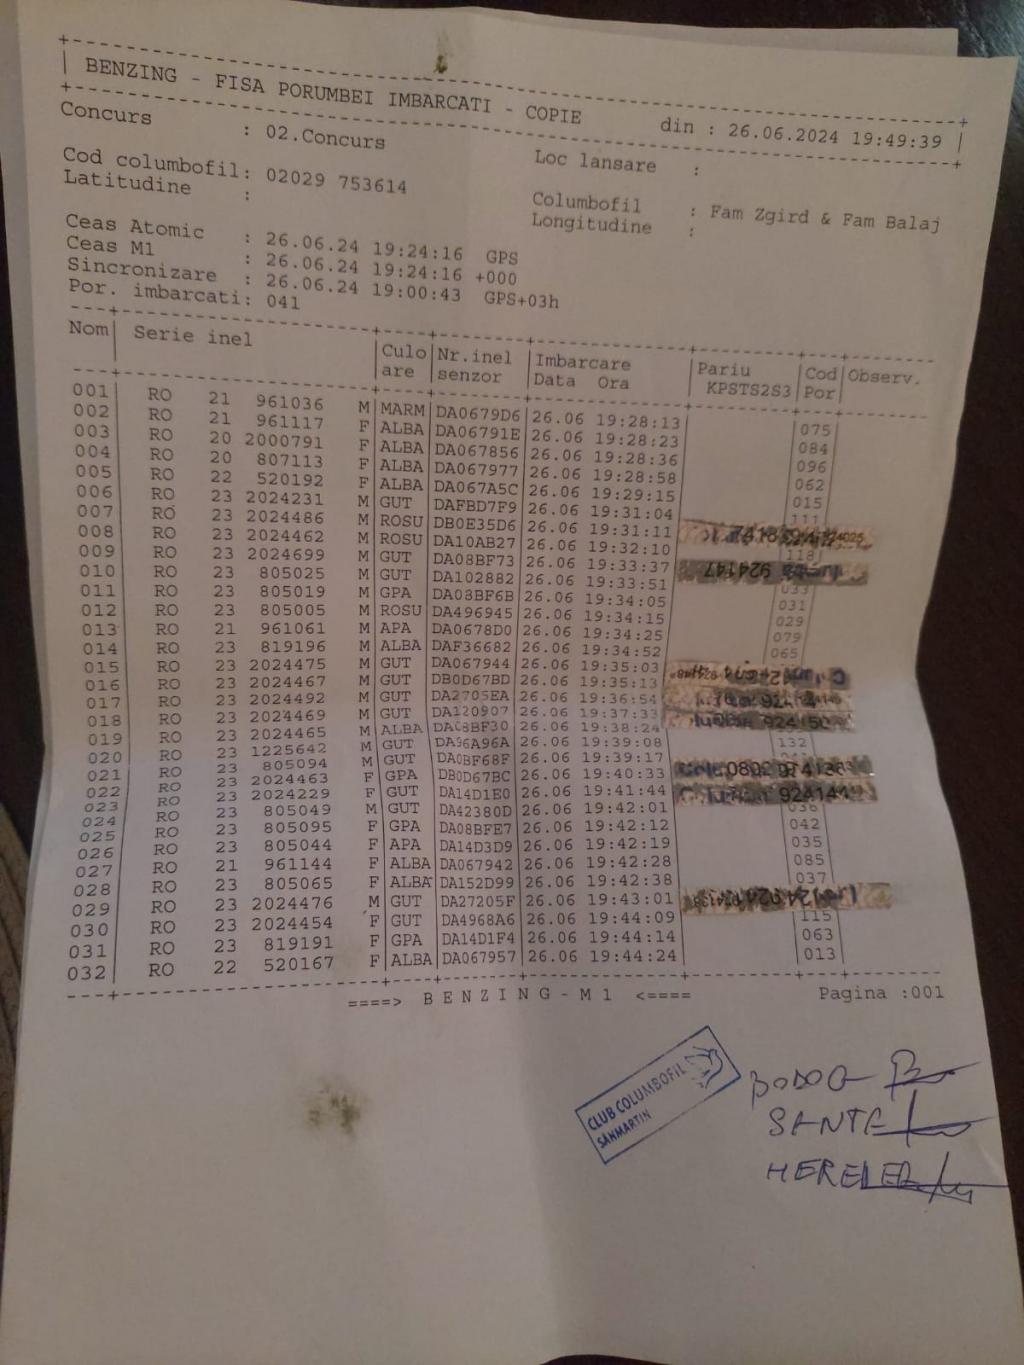 BENZING - FISA PORUMBEI IMBARCATI - COPIE din : 26.06.2024 19:49:39
Concurs : 02.Concurs Loc lansare :
Cod columbofil: 02029 753614 Columbofil : Fam Zgird & Fam Balaj
Latitudine : Longitudine :
Ceas Atomic : 26.06.24 19:24:16 GPS
Ceas M1 : 26.06.24 19:24:16 +000
Sincronizare : 26.06.24 19:00:43 GPS+03h
Por. imbarcati: 041
Nom| Serie inel |Culo|Nr.inel |Imbarcare |Pariu |Cod|Observ.
|are |senzor |Data Ora | KPSTS2S3|Por|
001 RO 21 961036 M MARM DA0679D6 26.06 19:28:13 075
002 RO 21 961117 F ALBA DA06791E 26.06 19:28:23 084
003 RO 20 2000791 F ALBA DA067856 26.06 19:28:36 096
004 RO 20 807113 F ALBA DA067977 26.06 19:28:58 062
005 RO 22 520192 F ALBA DA067A5C 26.06 19:29:15 015
006 RO 23 2024231 M GUT DAFBD7F9 26.06 19:31:04 111
007 RO 23 2024486 M ROSU DB0E35D6 26.06 19:31:11
008 RO 23 2024462 M ROSU DA10AB27 26.06 19:32:10 118
009 RO 23 2024699 M GUT DA08BF73 26.06 19:33:37 924147
010 RO 23 805025 M GUT DA102882 26.06 19:33:51 033
011 RO 23 805019 M GPA DA08BF6B 26.06 19:34:05 031
012 RO 23 805005 M ROSU DA496945 26.06 19:34:15 029
013 RO 21 961061 M APA DA0678D0 26.06 19:34:25 079
014 RO 23 819196 M ALBA DAF36682 26.06 19:34:52 065
015 RO 23 2024475 M GUT DA067944 26.06 19:35:03
016 RO 23 2024467 M GUT DB0D67BD 26.06 19:35:13
017 RO 23 2024492 M GUT DA2705EA 26.06 19:36:54
018 RO 23 2024469 M GUT DA120907 26.06 19:37:33
019 RO 23 2024465 M ALBA DA08BF30 26.06 19:38:24
020 RO 23 1225642 M GUT DA96A96A 26.06 19:39:08 132
021 RO 23 805094 M GUT DA0BF68F 26.06 19:39:17
022 RO 23 2024463 F GPA DB0D67BC 26.06 19:40:33
023 RO 23 2024229 F GUT DA14D1E0 26.06 19:41:44
024 RO 23 805049 M GUT DA42380D 26.06 19:42:01 036
025 RO 23 805095 F GPA DA08BFE7 26.06 19:42:12 042
026 RO 23 805044 F APA DA14D3D9 26.06 19:42:19 035
027 RO 21 961144 F ALBA DA067942 26.06 19:42:28 085
028 RO 23 805065 F ALBA DA152D99 26.06 19:42:38 037
029 RO 23 2024476 M GUT DA27205F 26.06 19:43:01
030 RO 23 2024454 F GUT DA4968A6 26.06 19:44:09 115
031 RO 23 819191 F GPA DA14D1F4 26.06 19:44:14 063
032 RO 22 520167 F ALBA DA067957 26.06 19:44:24 013
====> B E N Z I N G - M 1 <==== Pagina :001
CLUB COLUMBOFIL
SÂNMARTIN
BODOG
SANTE